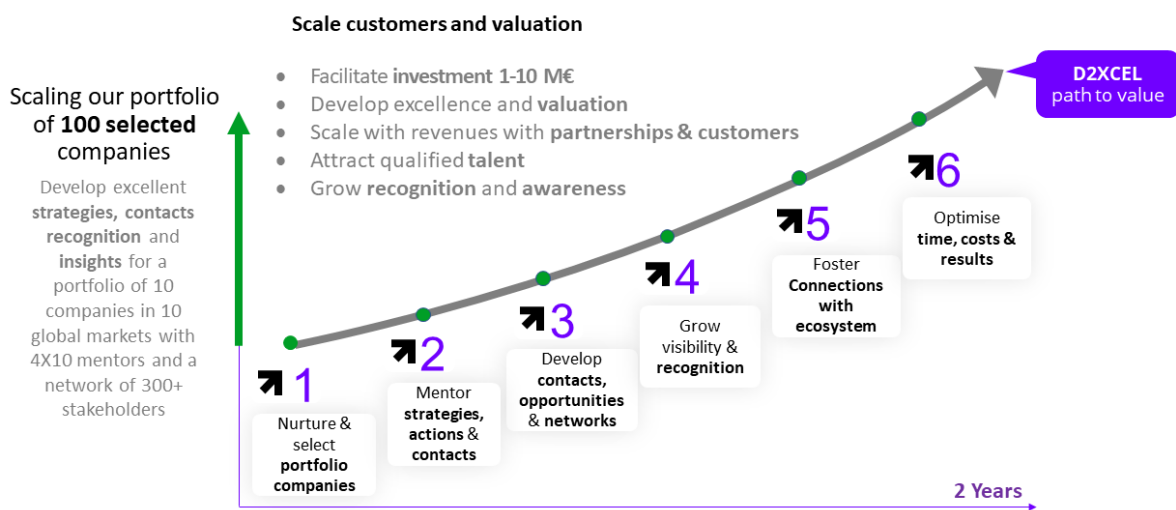 Scale customers and valuation
Scaling our portfolio
of 100 selected
companies
Develop excellent
strategies, contacts
recognition and
insights for a
portfolio of 10
companies in 10
global markets with
4X10 mentors and a
network of 300+
stakeholders
• Facilitate investment 1-10 M€
• Develop excellence and valuation
• Scale with revenues with partnerships & customers
• Attract qualified talent
• Grow recognition and awareness
D2XCEL
path to value
1
Nurture &
select
portfolio
companies
2
Mentor
strategies,
actions &
contacts
3
Develop
contacts,
opportunities
& networks
4
Grow
visibility &
recognition
5
Foster
Connections
with
ecosystem
6
Optimise
time, costs &
results
2 Years